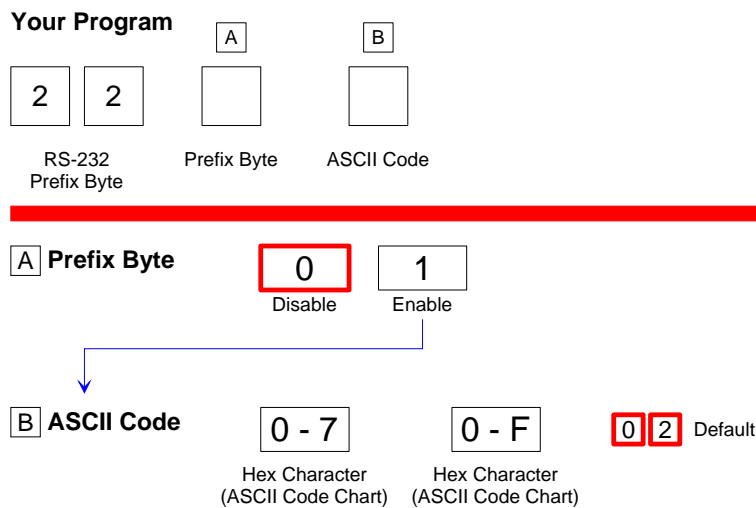 Your Program
A B
2 2
RS-232 Prefix Byte ASCII Code
Prefix Byte
A Prefix Byte 0 1
Disable Enable
B ASCII Code 0 - 7 0 - F 0 2 Default
Hex Character Hex Character
(ASCII Code Chart) (ASCII Code Chart)